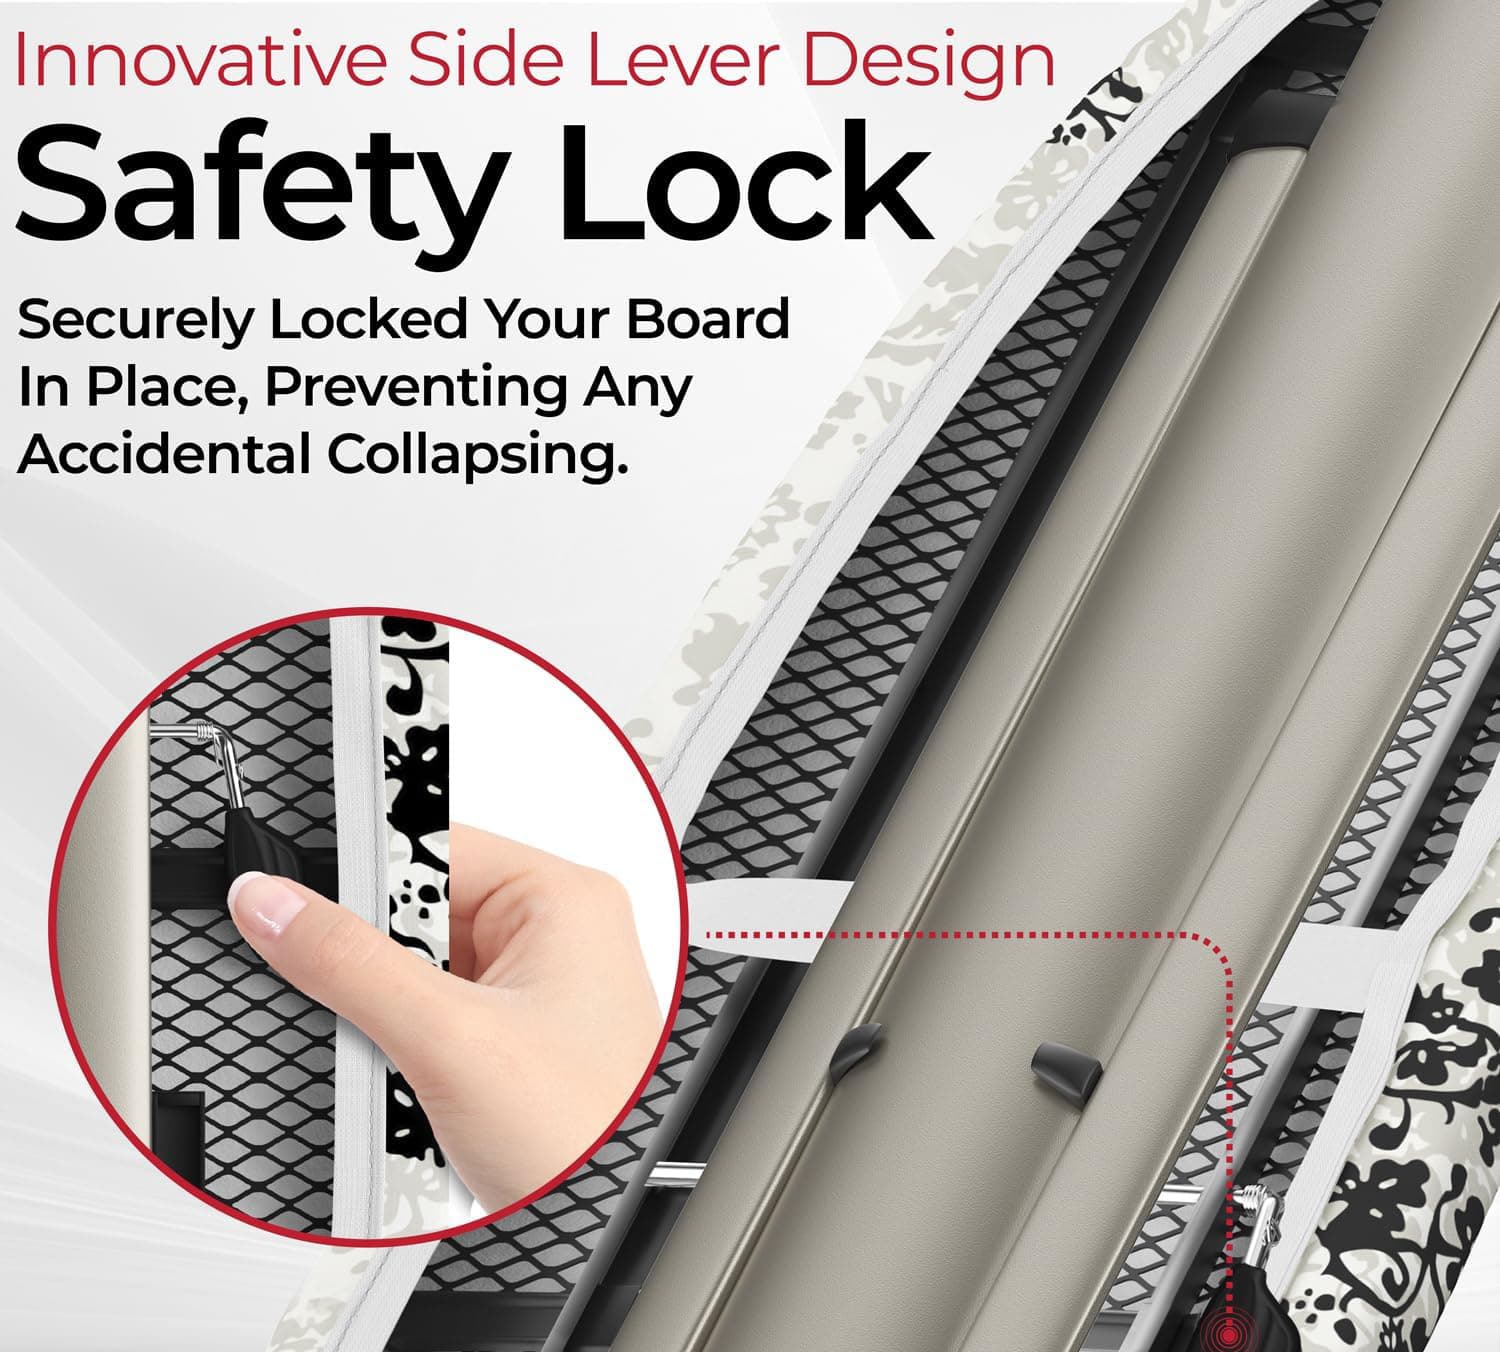 Innovative Side Lever Design
Safety Lock
Securely Locked Your Board
In Place, Preventing Any
Accidental Collapsing.